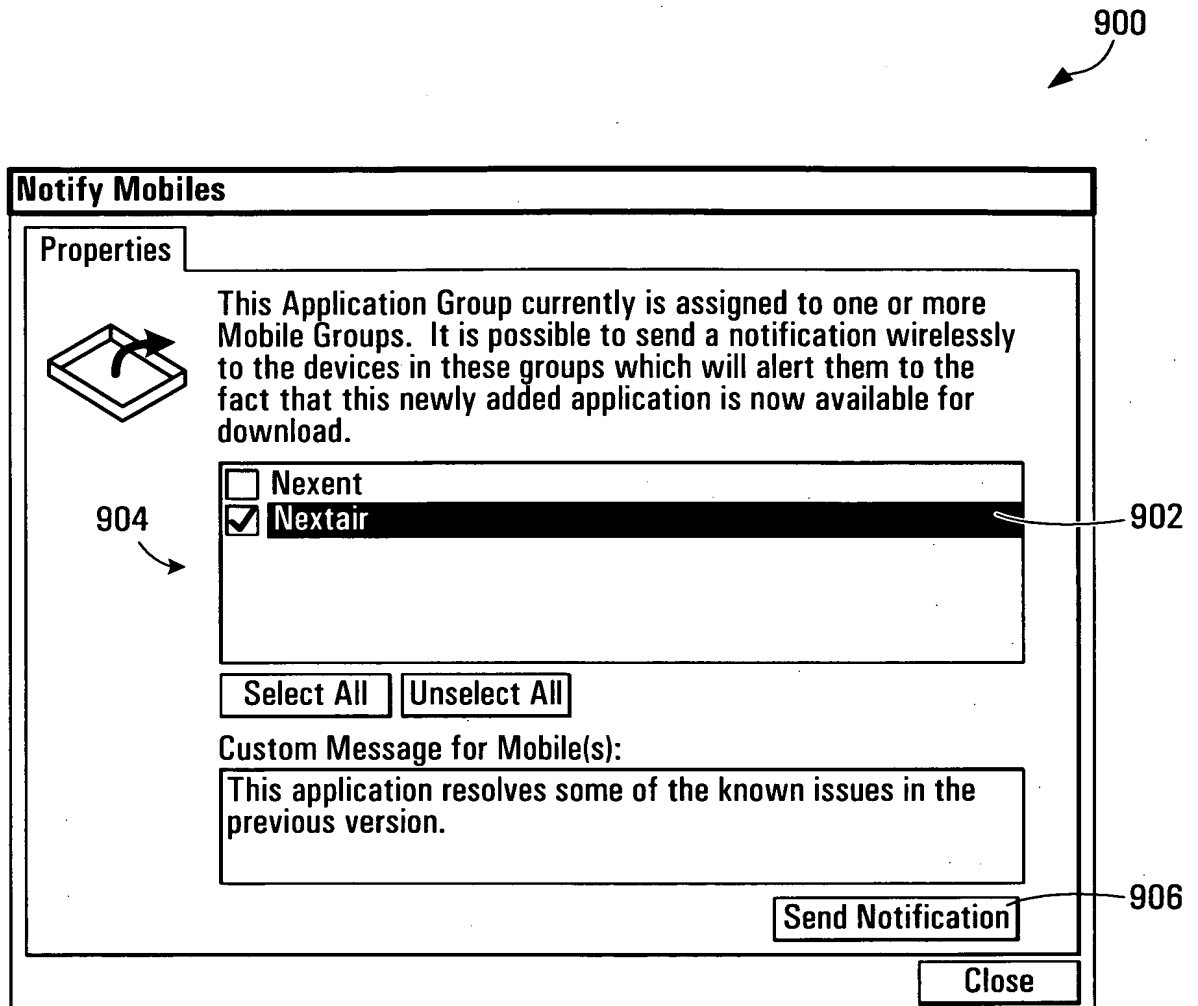 900
Notify Mobiles
Properties
This Application Group currently is assigned to one or more
Mobile Groups. It is possible to send a notification wirelessly
to the devices in these groups which will alert them to the
fact that this newly added application is now available for
download.
Nexent
904
Nextair
902
Select All Unselect All
Custom Message for Mobile(s):
This application resolves some of the known issues in the
previous version.
906
Send Notification
Close